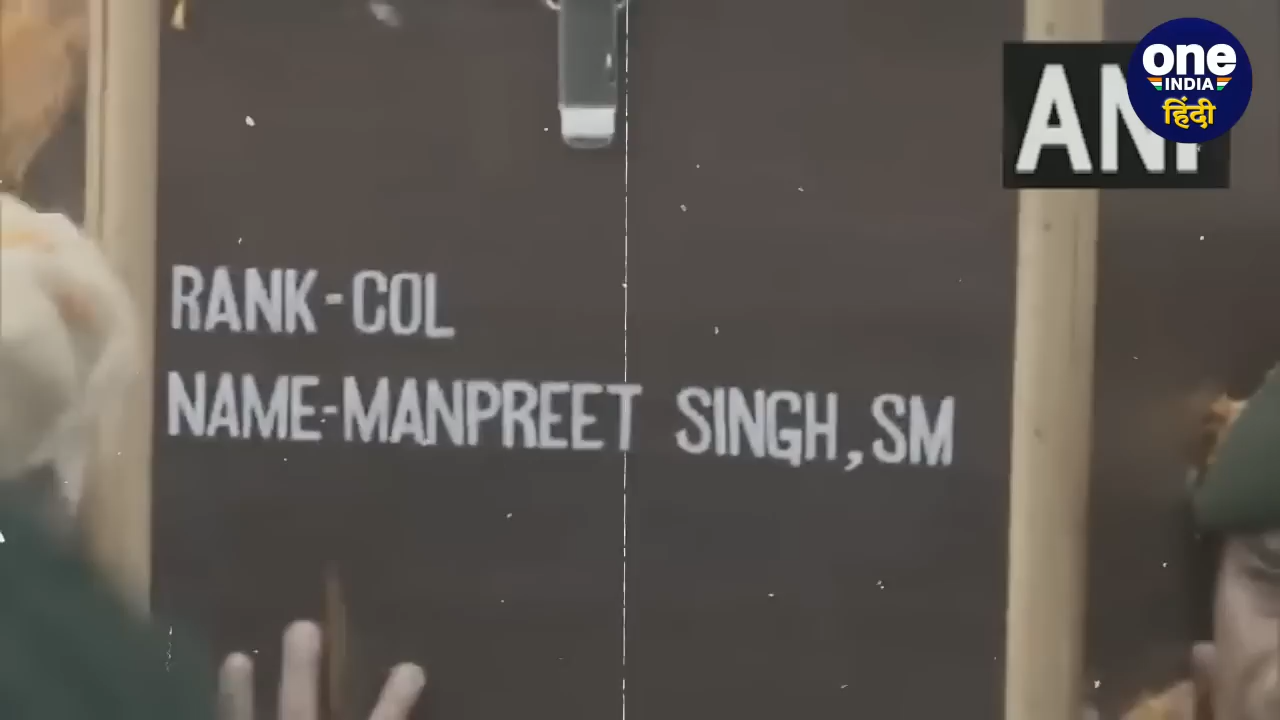 one
INDIA
हिंदी
ANI
RANK-COL
NAME-MANPREET SINGH,SM